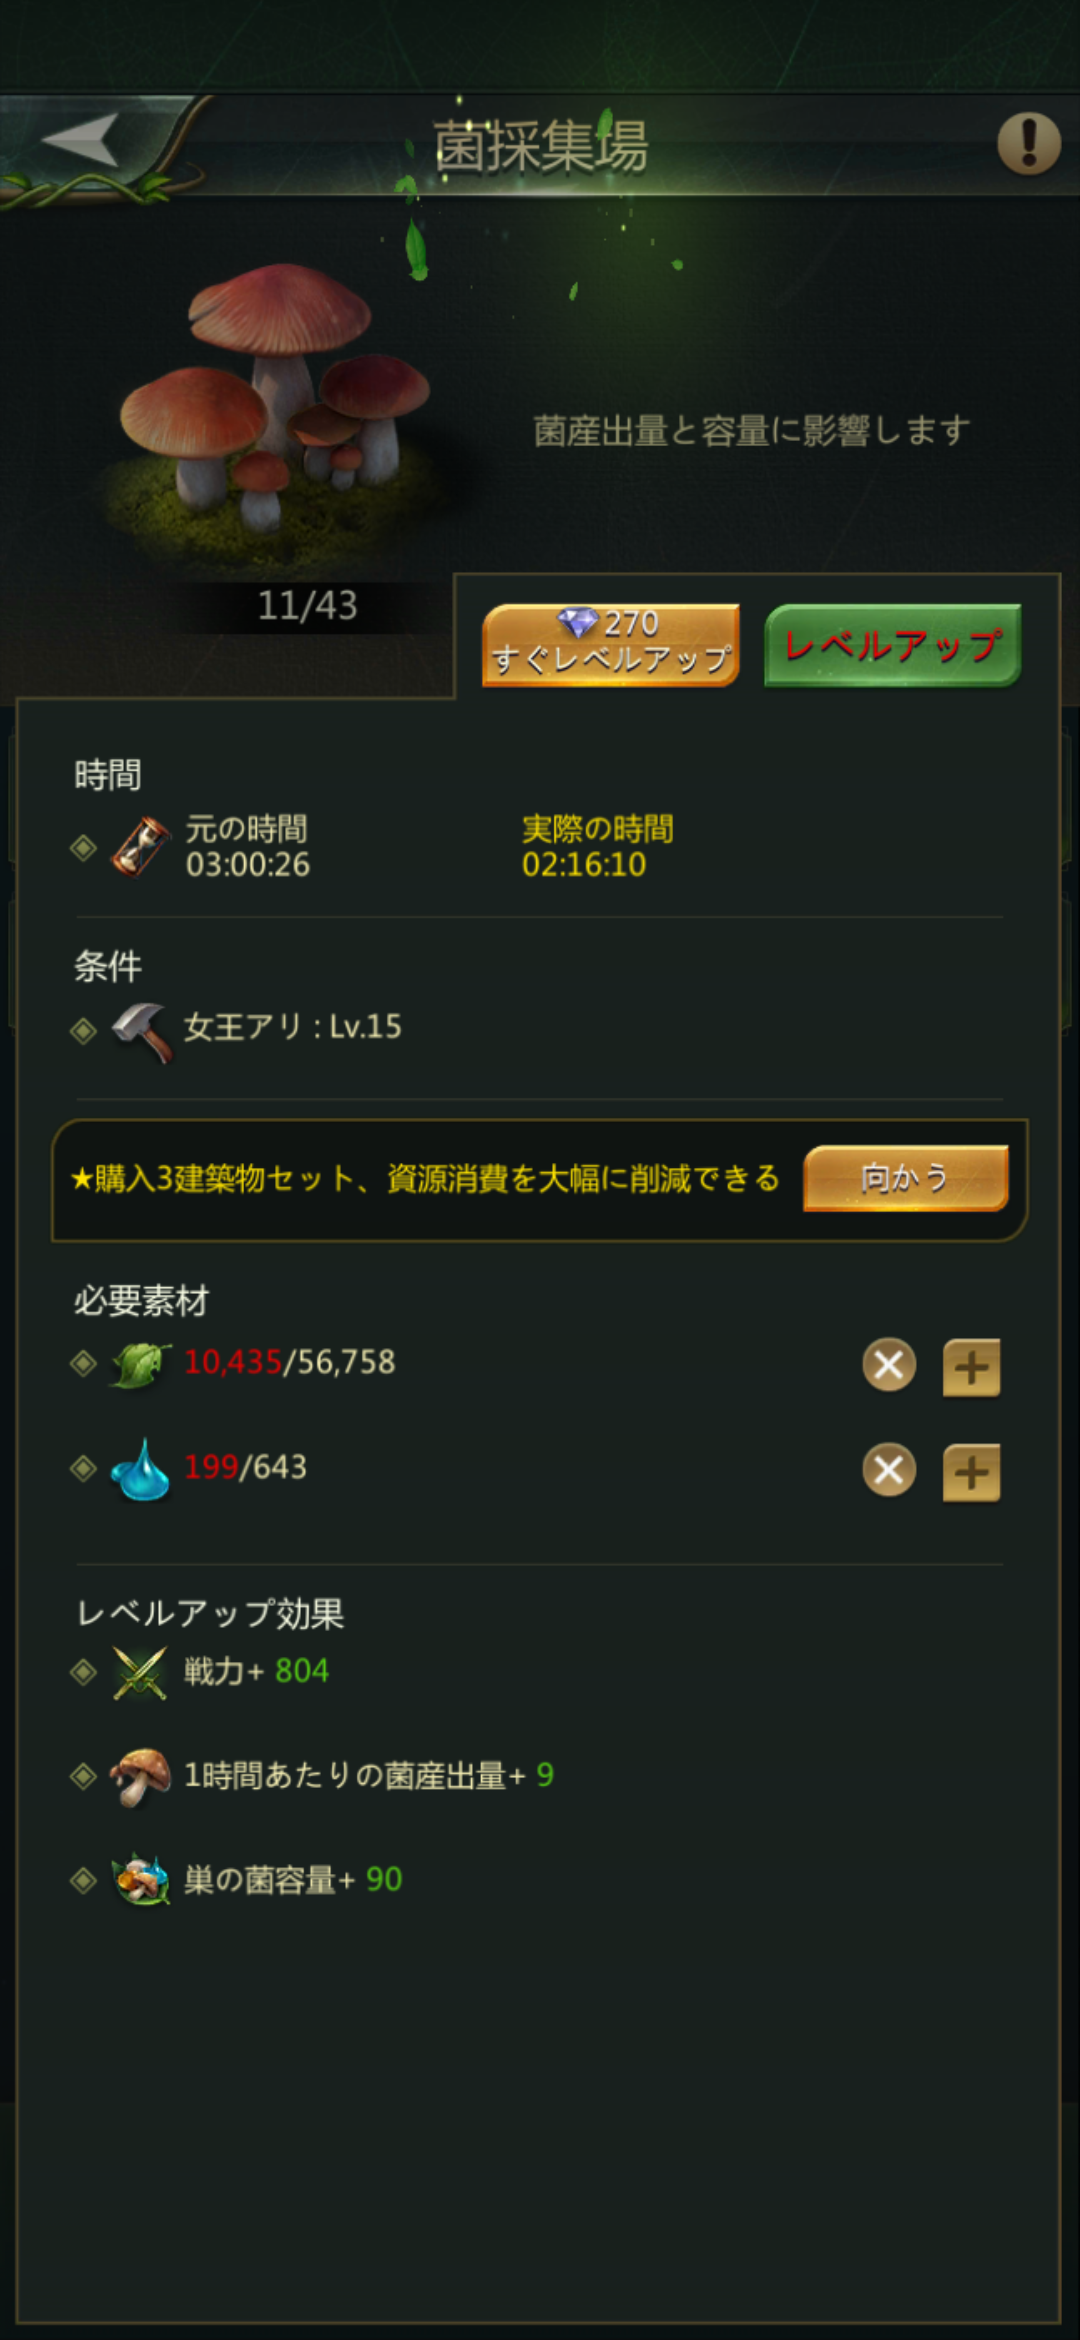 菌採集場
菌産出量と容量に影響します
11/43
270
すぐレベルアップ
レベルアップ
時間
元の時間
03:00:26
実際の時間
02:16:10
条件
女王アリ : Lv.15
★購入3建築物セット、資源消費を大幅に削減できる
向かう
必要素材
10,435/56,758
199/643
レベルアップ効果
戦力+ 804
1時間あたりの菌産出量+ 9
巣の菌容量+ 90